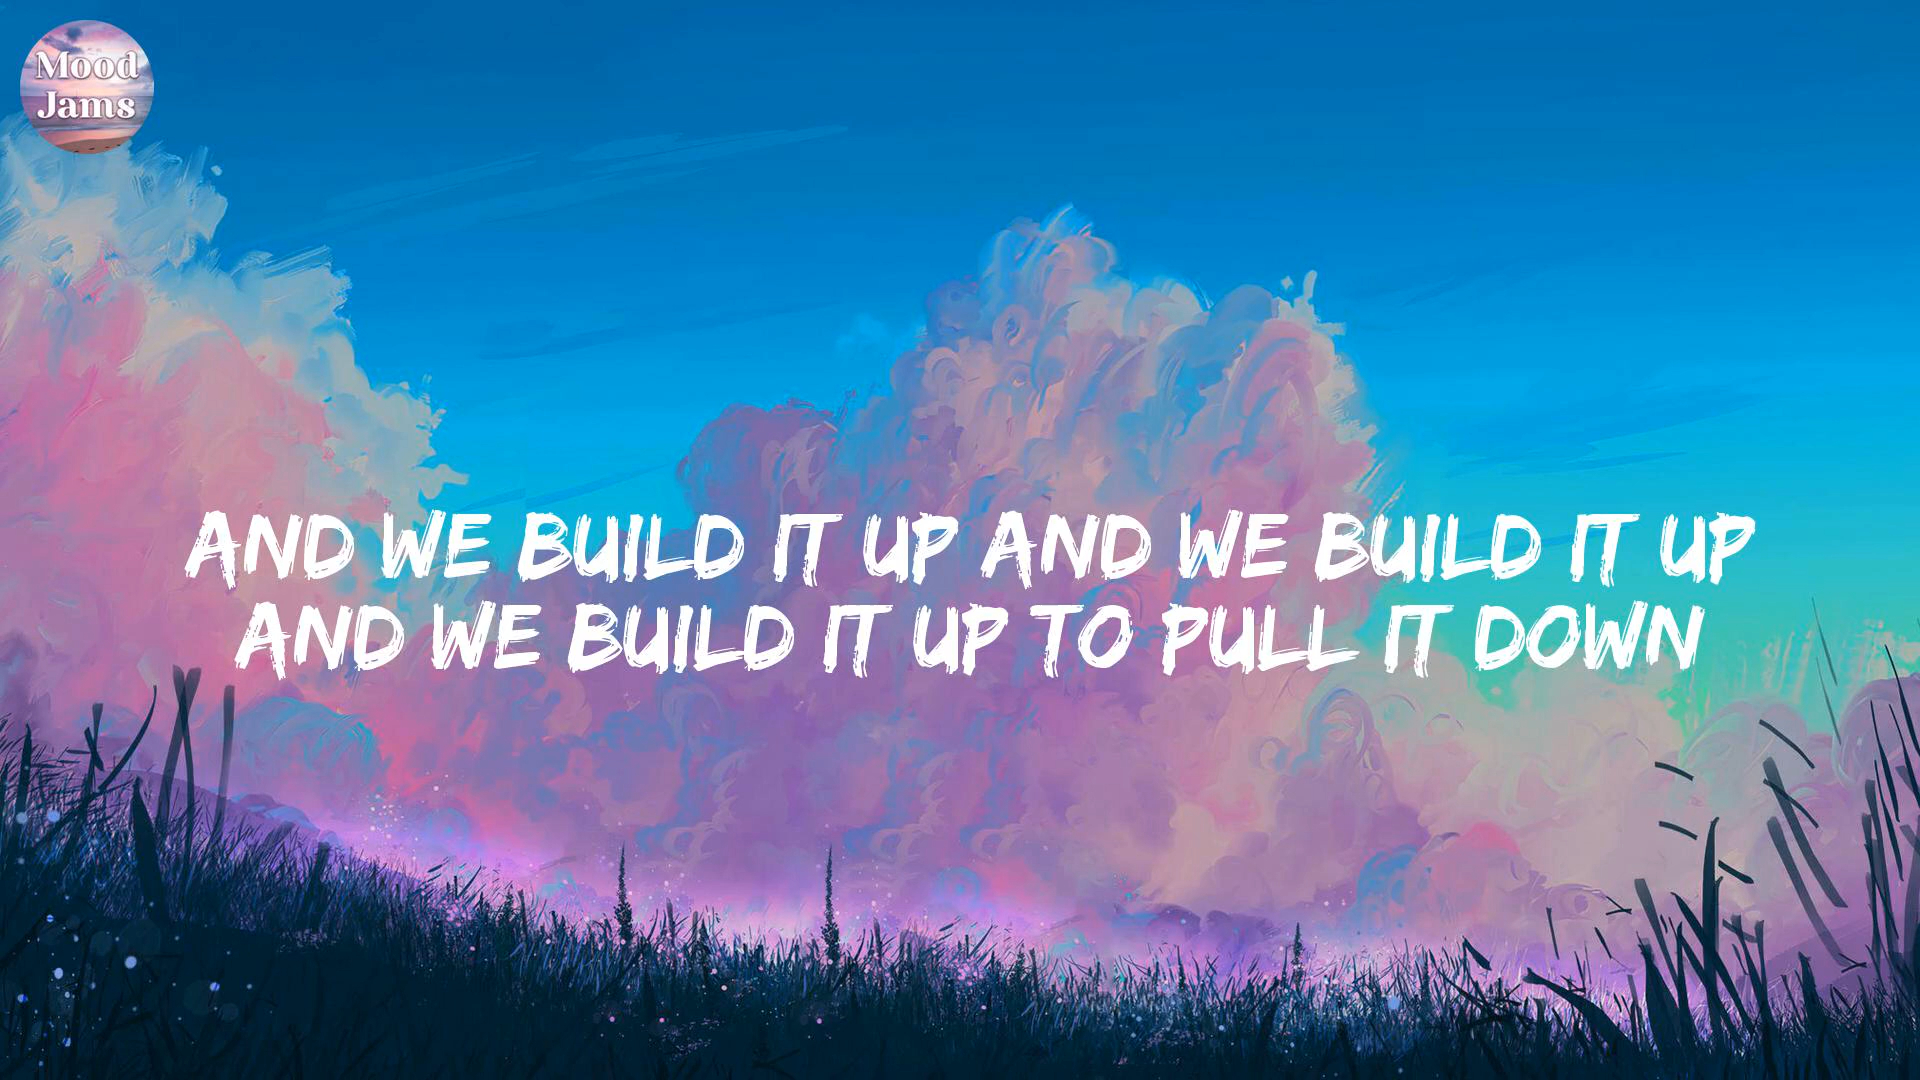 Mood
Jams
AND WE BUILD IT UP AND WE BUILD IT UP
AND WE BUILD IT UP TO PULL IT DOWN